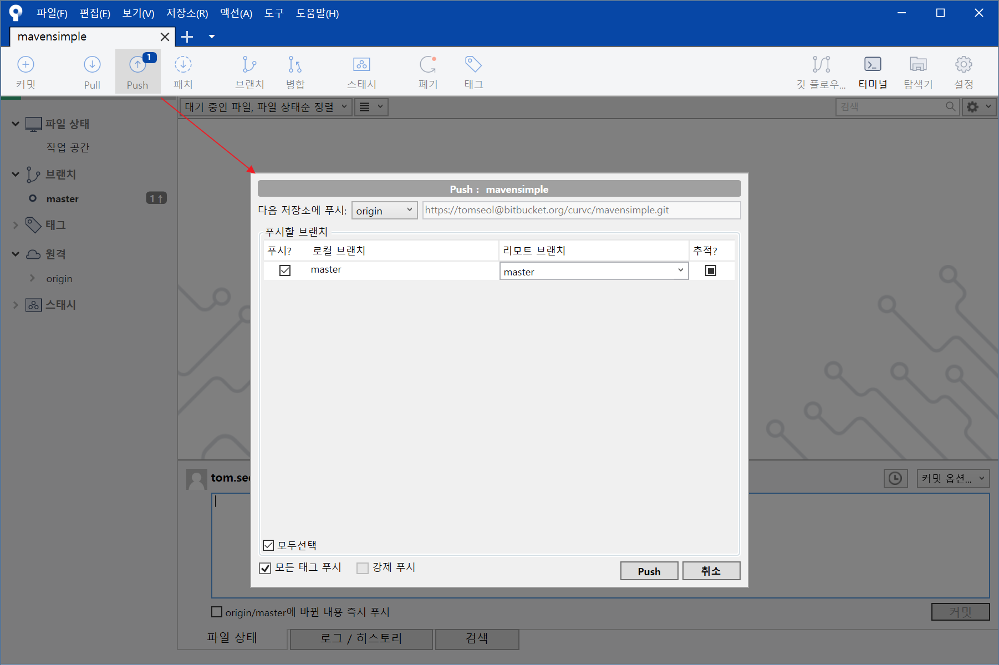 파일(F) 편집(E) 보기(V) 저장소(R) 액션(A) 도구 도움말(H)
mavensimple
1
커밋 Pull Push 패치 브랜치 병합 스태시 폐기 태그 깃 플로우... 터미널 탐색기 설정
대기 중인 파일, 파일 상태순 정렬
검색
파일 상태
작업 공간
브랜치
master 1↑
태그
원격
origin
스태시
Push : mavensimple
다음 저장소에 푸시: origin https://tomseol@bitbucket.org/curvc/mavensimple.git
푸시할 브랜치
푸시? 로컬 브랜치 리모트 브랜치 추적?
master master
모두선택
모든 태그 푸시 강제 푸시 Push 취소
커밋 옵션...
origin/master에 바뀐 내용 즉시 푸시
커밋
파일 상태 로그 / 히스토리 검색